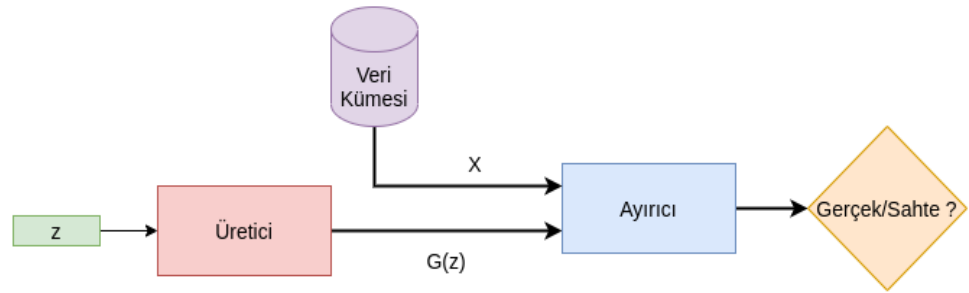 Veri
Kümesi
X
z
Üretici
G(z)
Ayırıcı
Gerçek/Sahte ?